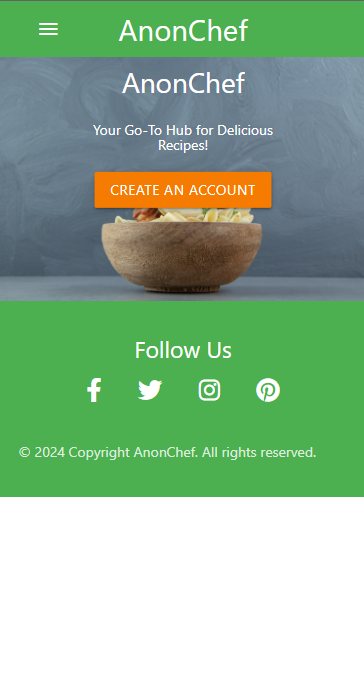 AnonChef
AnonChef
Your Go-To Hub for Delicious
Recipes!
CREATE AN ACCOUNT
Follow Us
© 2024 Copyright AnonChef. All rights reserved.